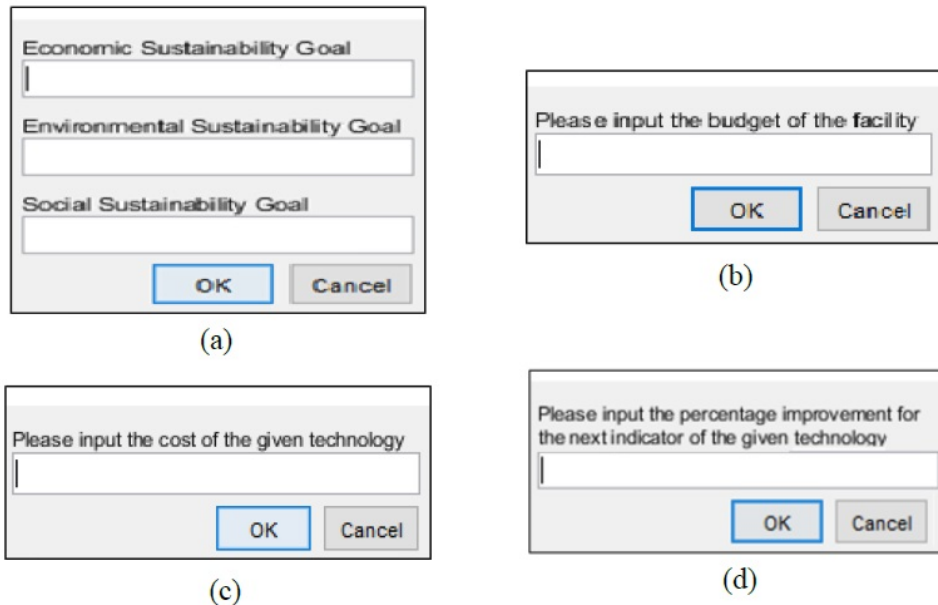 Economic Sustainability Goal
Environmental Sustainability Goal
Social Sustainability Goal
OK Cancel
(a)
Please input the budget of the facility
OK Cancel
(b)
Please input the cost of the given technology
OK Cancel
(c)
Please input the percentage improvement for
the next indicator of the given technology
OK Cancel
(d)